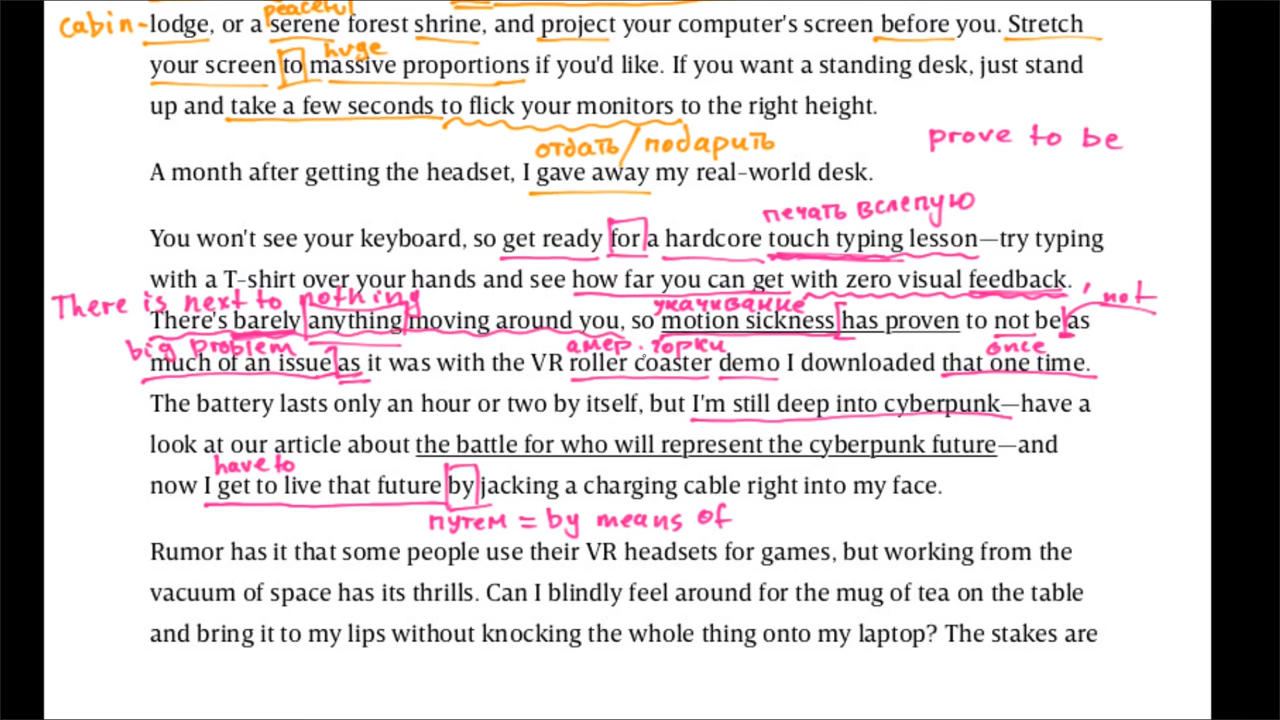 peaceful
cabin - lodge, or a serene forest shrine, and project your computer's screen before you. Stretch
huge
your screen to massive proportions if you'd like. If you want a standing desk, just stand
up and take a few seconds to flick your monitors to the right height.
отдать/подарить
prove to be
A month after getting the headset, I gave away my real-world desk.
печать вслепую
You won't see your keyboard, so get ready for a hardcore touch typing lesson—try typing
with a T-shirt over your hands and see how far you can get with zero visual feedback.
There is next to nothing
укачивание
, not
There's barely anything moving around you, so motion sickness has proven to not be as
big problem
амер. горки
once
much of an issue as it was with the VR roller coaster demo I downloaded that one time.
The battery lasts only an hour or two by itself, but I'm still deep into cyberpunk—have a
look at our article about the battle for who will represent the cyberpunk future—and
have to
now I get to live that future by jacking a charging cable right into my face.
путем = by means of
Rumor has it that some people use their VR headsets for games, but working from the
vacuum of space has its thrills. Can I blindly feel around for the mug of tea on the table
and bring it to my lips without knocking the whole thing onto my laptop? The stakes are